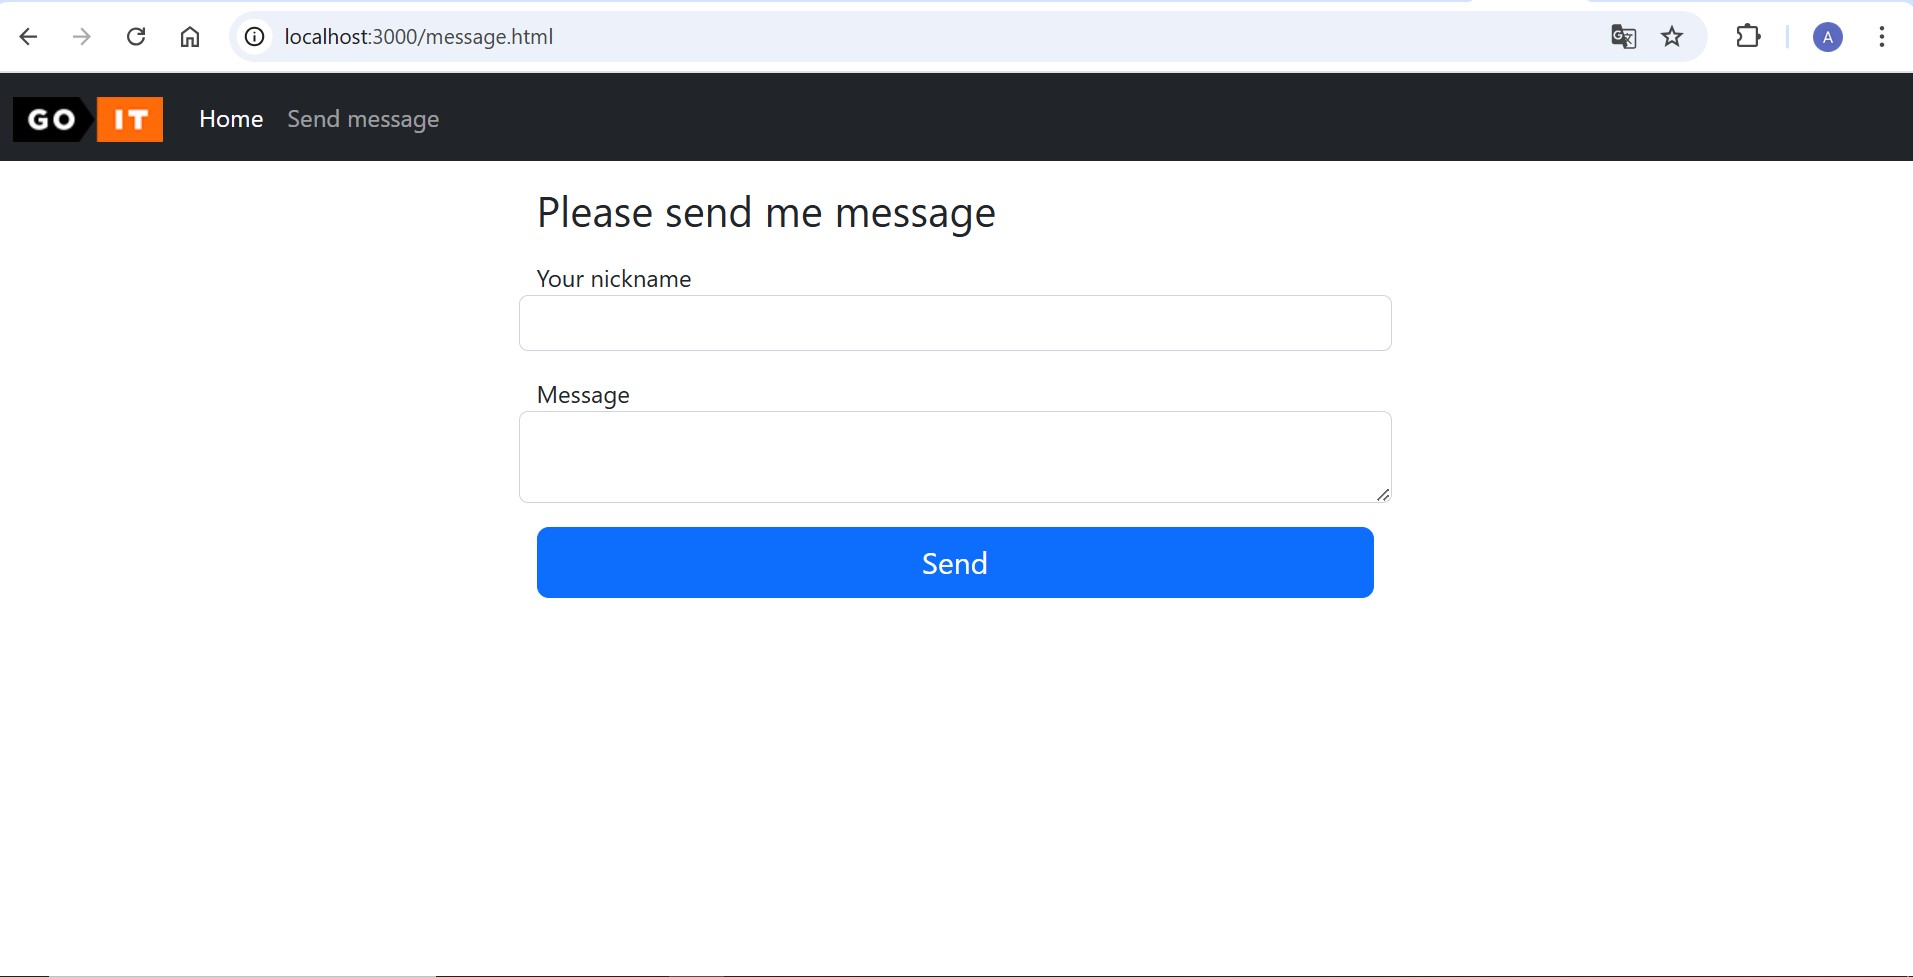 localhost:3000/message.html
A
GO IT
Home
Send message
Please send me message
Your nickname
Message
Send